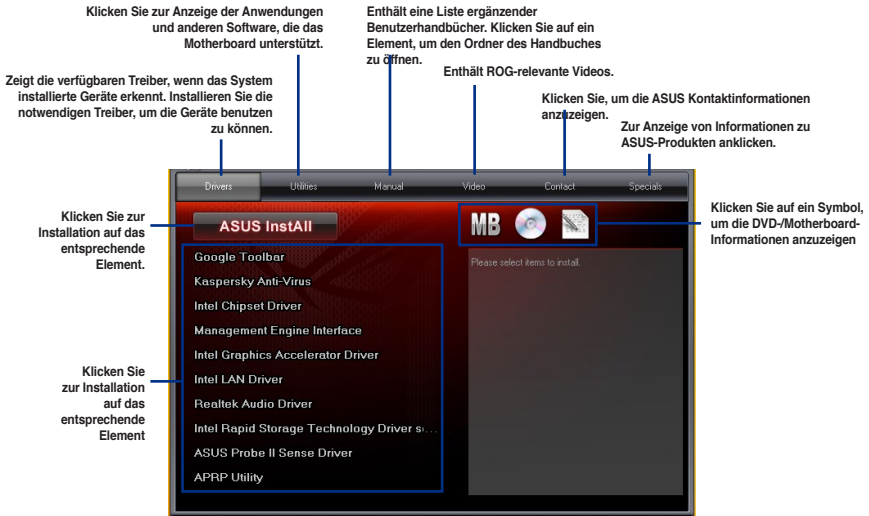 Klicken Sie zur Anzeige der Anwendungen
und anderen Software, die das
Motherboard unterstützt.
Enthält eine Liste ergänzender
Benutzerhandbücher. Klicken Sie auf ein
Element, um den Ordner des Handbuches
zu öffnen.
Enthält ROG-relevante Videos.
Zeigt die verfügbaren Treiber, wenn das System
installierte Geräte erkennt. Installieren Sie die
notwendigen Treiber, um die Geräte benutzen
zu können.
Klicken Sie, um die ASUS Kontaktinformationen
anzuzeigen.
Zur Anzeige von Informationen zu
ASUS-Produkten anklicken.
Drivers Utilities Manual Video Contact Specials
Klicken Sie zur
Installation auf das
entsprechende
Element.
ASUS InstAll
MB
Klicken Sie auf ein Symbol,
um die DVD-/Motherboard-
Informationen anzuzeigen
Please select items to install.
Google Toolbar
Kaspersky Anti-Virus
Intel Chipset Driver
Management Engine Interface
Intel Graphics Accelerator Driver
Intel LAN Driver
Realtek Audio Driver
Intel Rapid Storage Technology Driver s...
ASUS Probe II Sense Driver
APRP Utility
Klicken Sie
zur Installation
auf das
entsprechende
Element